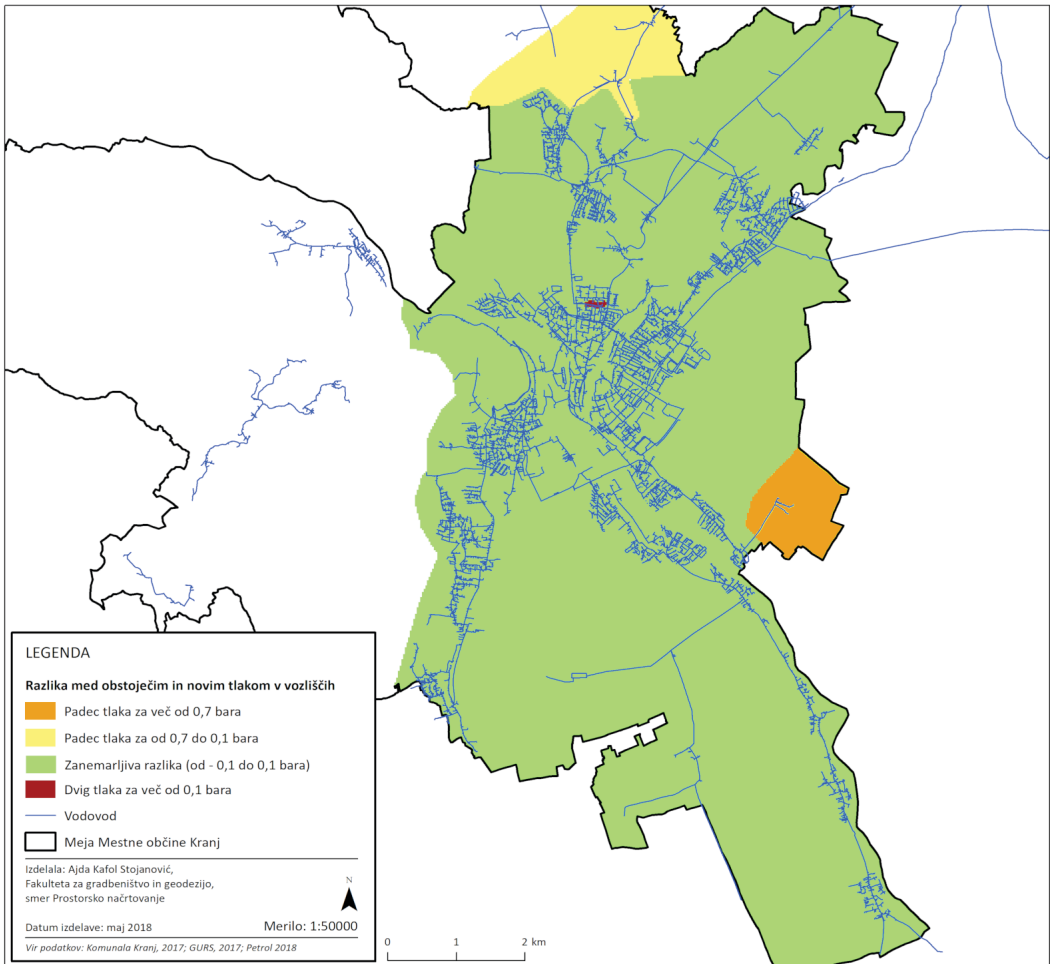 LEGENDA
Razlika med obstoječim in novim tlakom v vozliščih
Padec tlaka za več od 0,7 bara
Padec tlaka za od 0,7 do 0,1 bara
Zanemarljiva razlika (od - 0,1 do 0,1 bara)
Dvig tlaka za več od 0,1 bara
Vodovod
Meja Mestne občine Kranj
Izdelala: Ajda Kafol Stojanović,
Fakulteta za gradbeništvo in geodezijo,
smer Prostorsko načrtovanje
N
Datum izdelave: maj 2018
Merilo: 1:50000
Vir podatkov: Komunala Kranj, 2017; GURS, 2017; Petrol 2018
0 1 2 km